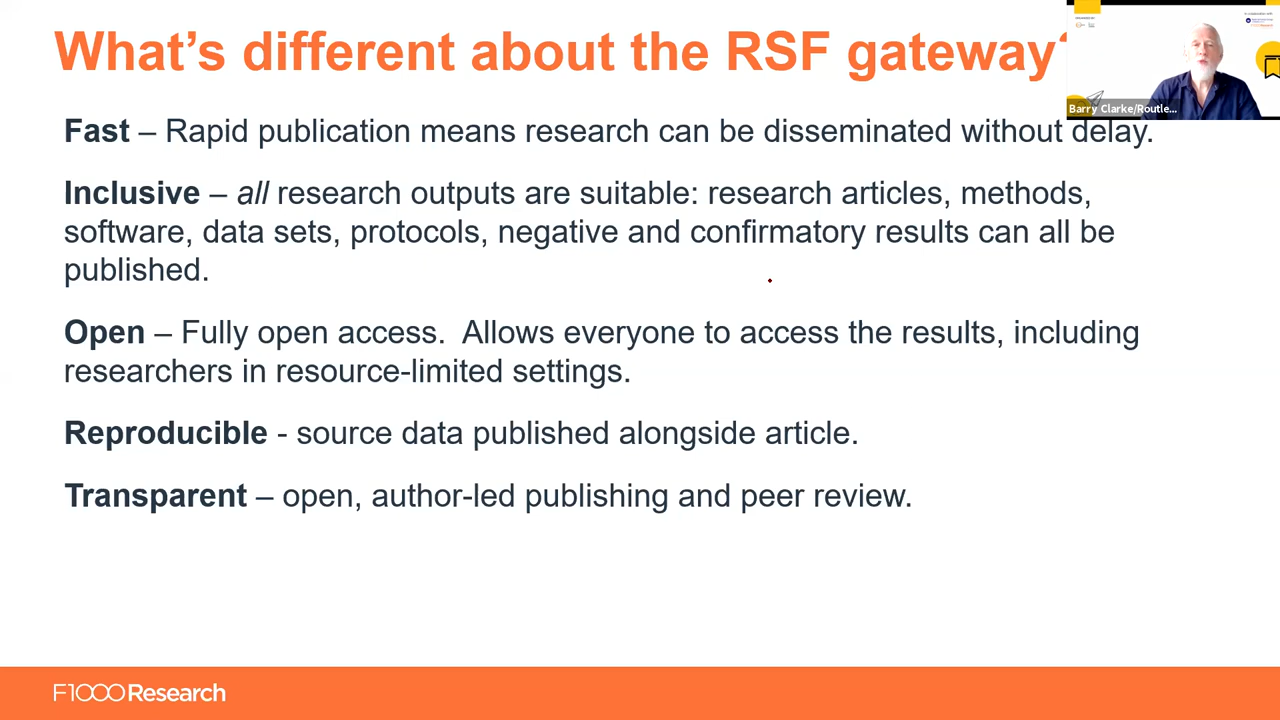 What's different about the RSF gateway?
Barry Clarke/Routle...
Fast – Rapid publication means research can be disseminated without delay.
Inclusive – all research outputs are suitable: research articles, methods,
software, data sets, protocols, negative and confirmatory results can all be
published.
Open – Fully open access.  Allows everyone to access the results, including
researchers in resource-limited settings.
Reproducible - source data published alongside article.
Transparent – open, author-led publishing and peer review.
F1000Research